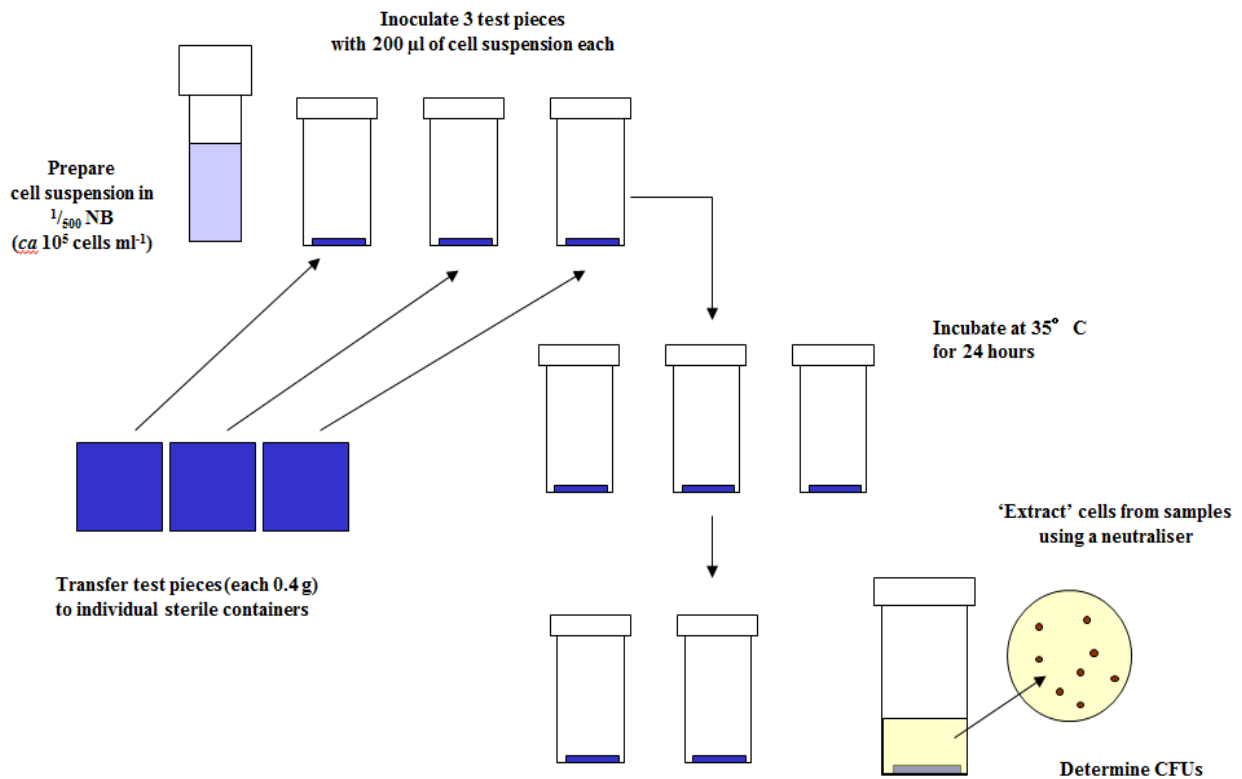 Inoculate 3 test pieces
with 200 µl of cell suspension each
Prepare
cell suspension in
1/500 NB
(ca 10⁵ cells ml⁻¹)
Incubate at 35° C
for 24 hours
Transfer test pieces (each 0.4 g)
to individual sterile containers
‘Extract’ cells from samples
using a neutraliser
Determine CFUs